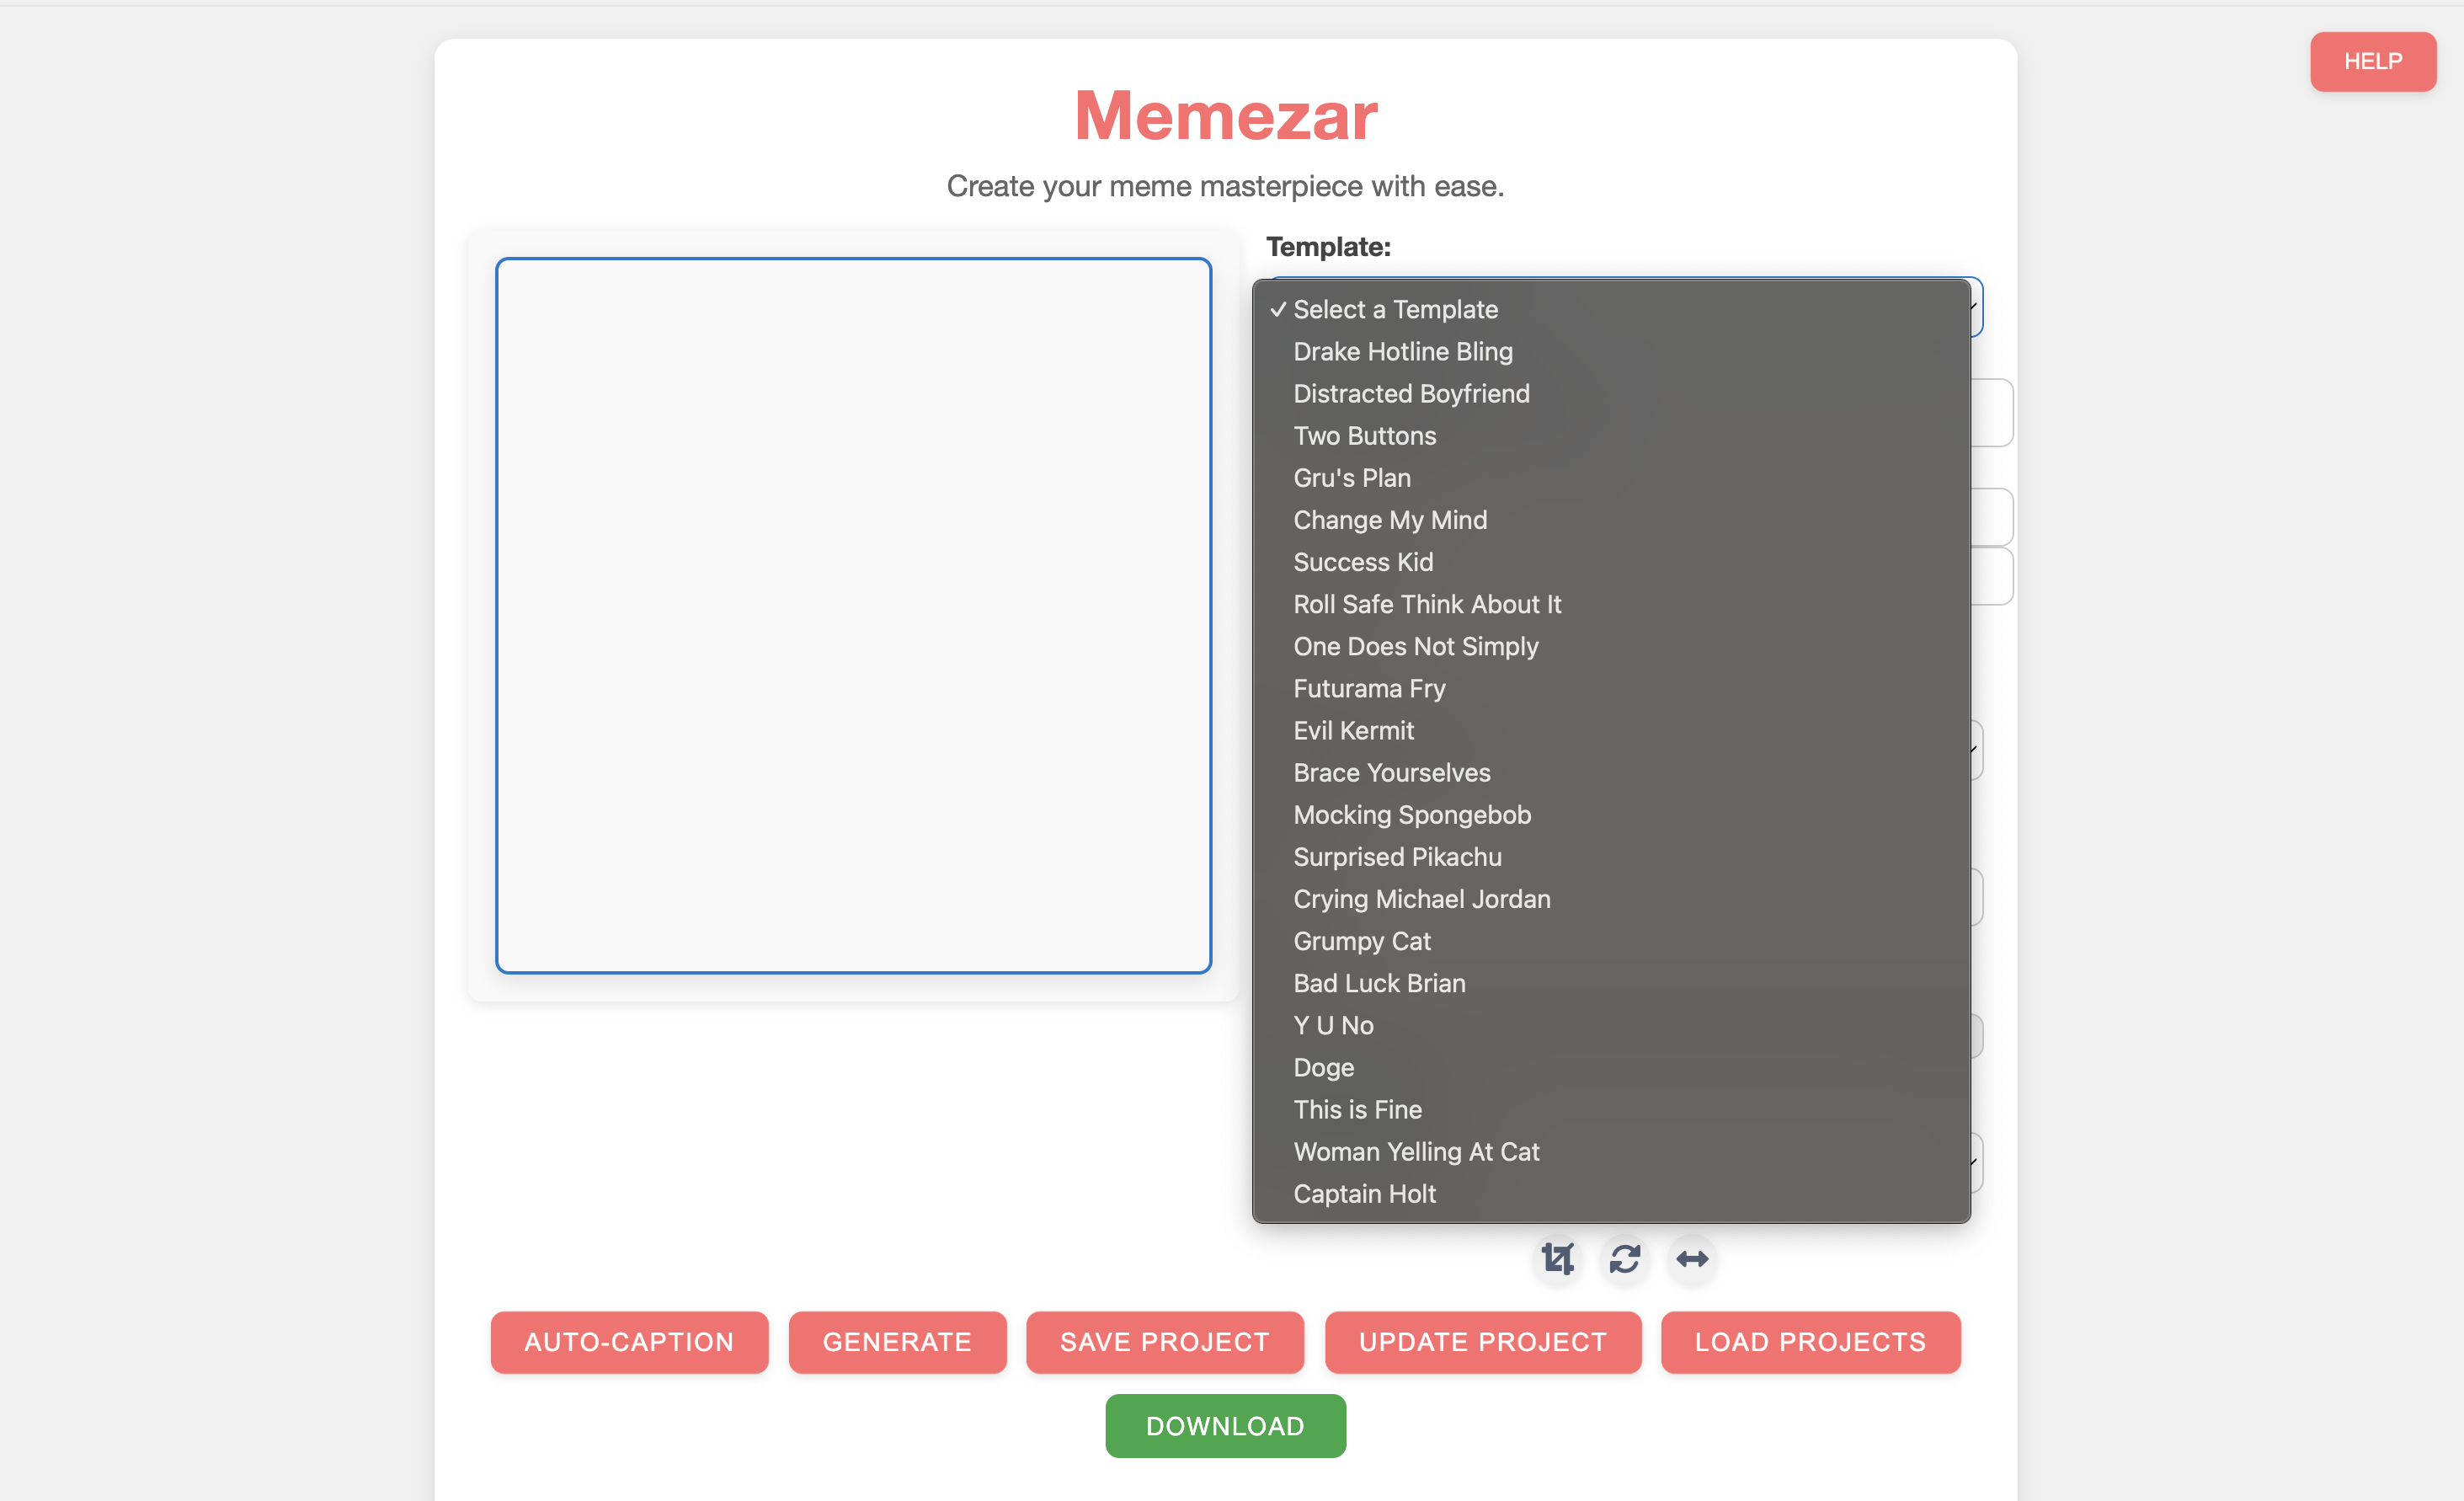 HELP
Memezar
Create your meme masterpiece with ease.
Template:
✓ Select a Template
Drake Hotline Bling
Distracted Boyfriend
Two Buttons
Gru's Plan
Change My Mind
Success Kid
Roll Safe Think About It
One Does Not Simply
Futurama Fry
Evil Kermit
Brace Yourselves
Mocking Spongebob
Surprised Pikachu
Crying Michael Jordan
Grumpy Cat
Bad Luck Brian
Y U No
Doge
This is Fine
Woman Yelling At Cat
Captain Holt
AUTO-CAPTION GENERATE SAVE PROJECT UPDATE PROJECT LOAD PROJECTS
DOWNLOAD